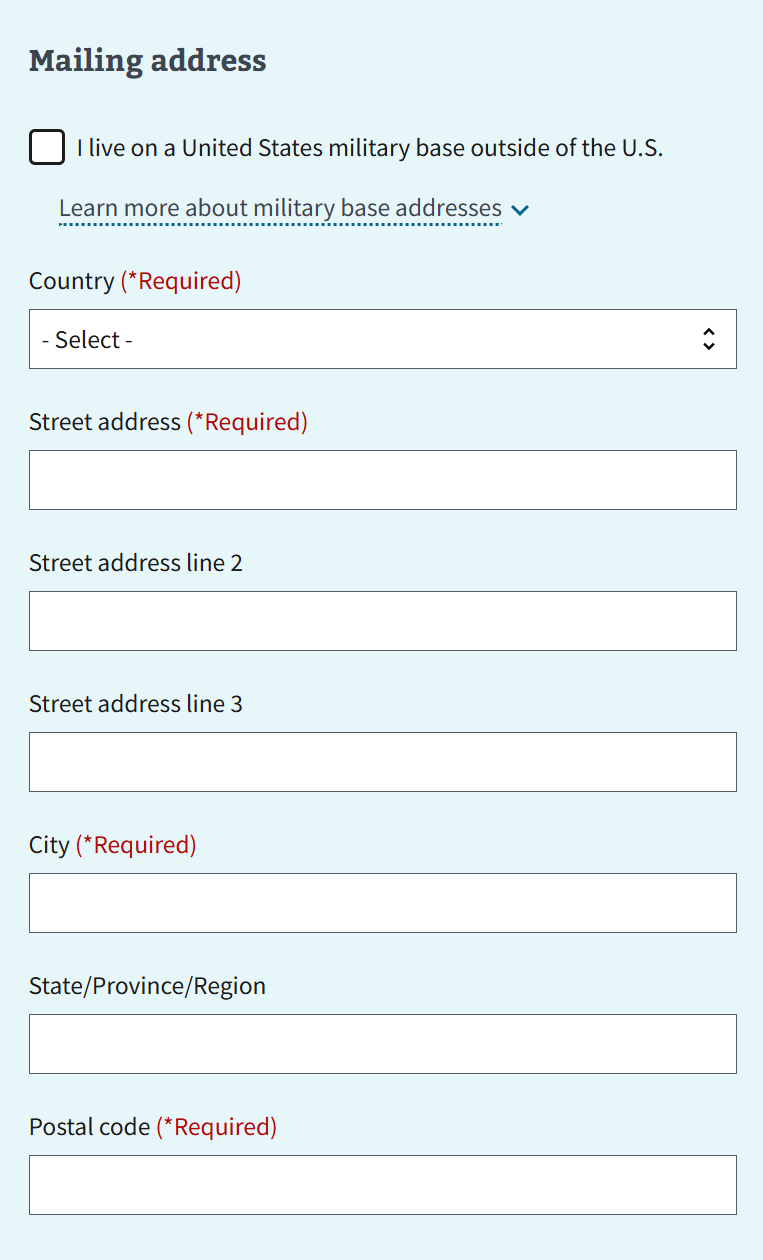 Mailing address
I live on a United States military base outside of the U.S.
Learn more about military base addresses
Country (*Required)
- Select -
Street address (*Required)
Street address line 2
Street address line 3
City (*Required)
State/Province/Region
Postal code (*Required)